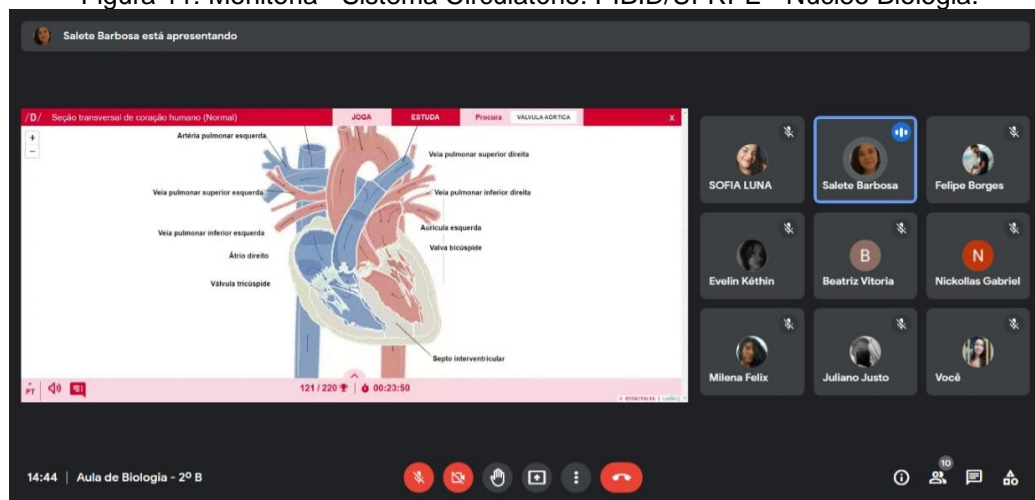 Figura 11: Monitoria - Sistema Circulatório. PIBID/UFRPE - Núcleo Biologia.
Salete Barbosa está apresentando
/D/ Seção transversal de coração humano (Normal) JOGA ESTUDA Procura VÁLVULA AÓRTICA X
+
−
Artéria pulmonar esquerda
Veia pulmonar superior direita
Veia pulmonar superior esquerda
Veia pulmonar inferior direita
Aurícula esquerda
Veia pulmonar inferior esquerda
Valva bicúspide
Átrio direito
Válvula tricúspide
Septo interventricular
PT
121 / 220 00:23:50
SOFIA LUNA
Salete Barbosa
Felipe Borges
B
N
Evelin Kéthin
Beatriz Vitoria
Nickollas Gabriel
Milena Felix
Juliano Justo
Você
14:44 | Aula de Biologia - 2º B
10